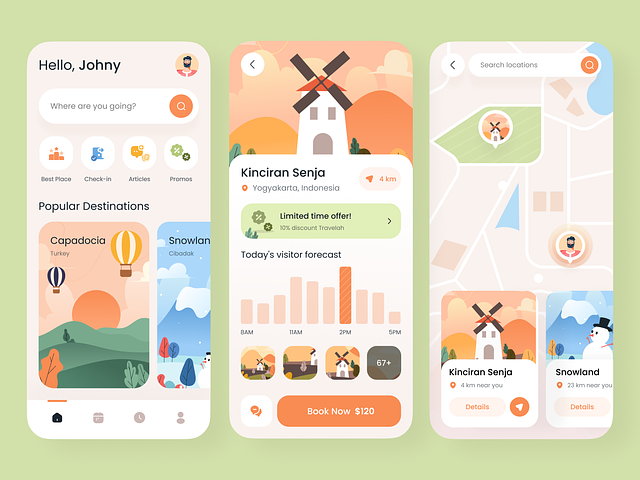 Hello, Johny
Where are you going?
Best Place
Check-in
Articles
Promos
Popular Destinations
Capadocia
Turkey
Snowlan
Cibadak
Kinciran Senja
Yogyakarta, Indonesia
4 km
Limited time offer!
10% discount Travelah
Today's visitor forecast
8AM 11AM 2PM 5PM
67+
Book Now $120
Search locations
Kinciran Senja
4 km near you
Details
Snowland
23 km near you
Details